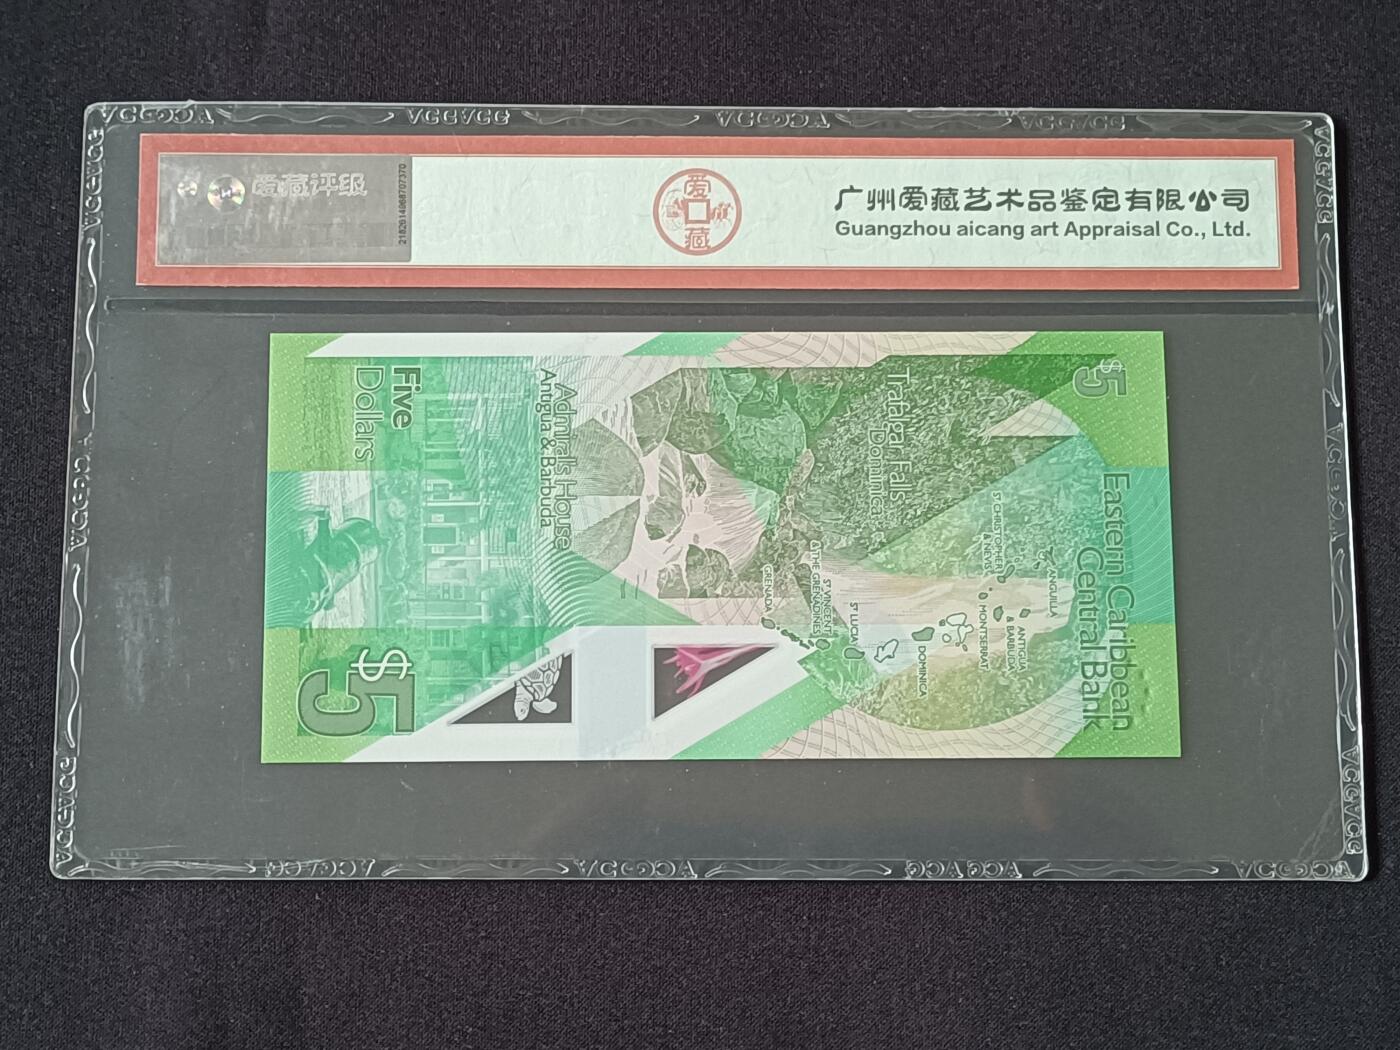 爱藏评级
218261496870​7370
爱
藏
广州爱藏艺术品鉴定有限公司
Guangzhou aicang art Appraisal Co., Ltd.
$5
Eastern Caribbean
Central Bank
Trafalgar Falls
Dominica
Admiral's House
Antigua & Barbuda
Five
Dollars
$5
ANGUILLA
ST CHRISTOPHER
& NEVIS
ANTIGUA
& BARBUDA
MONTSERRAT
DOMINICA
ST LUCIA
ST VINCENT
& THE GRENADINES
GRENADA